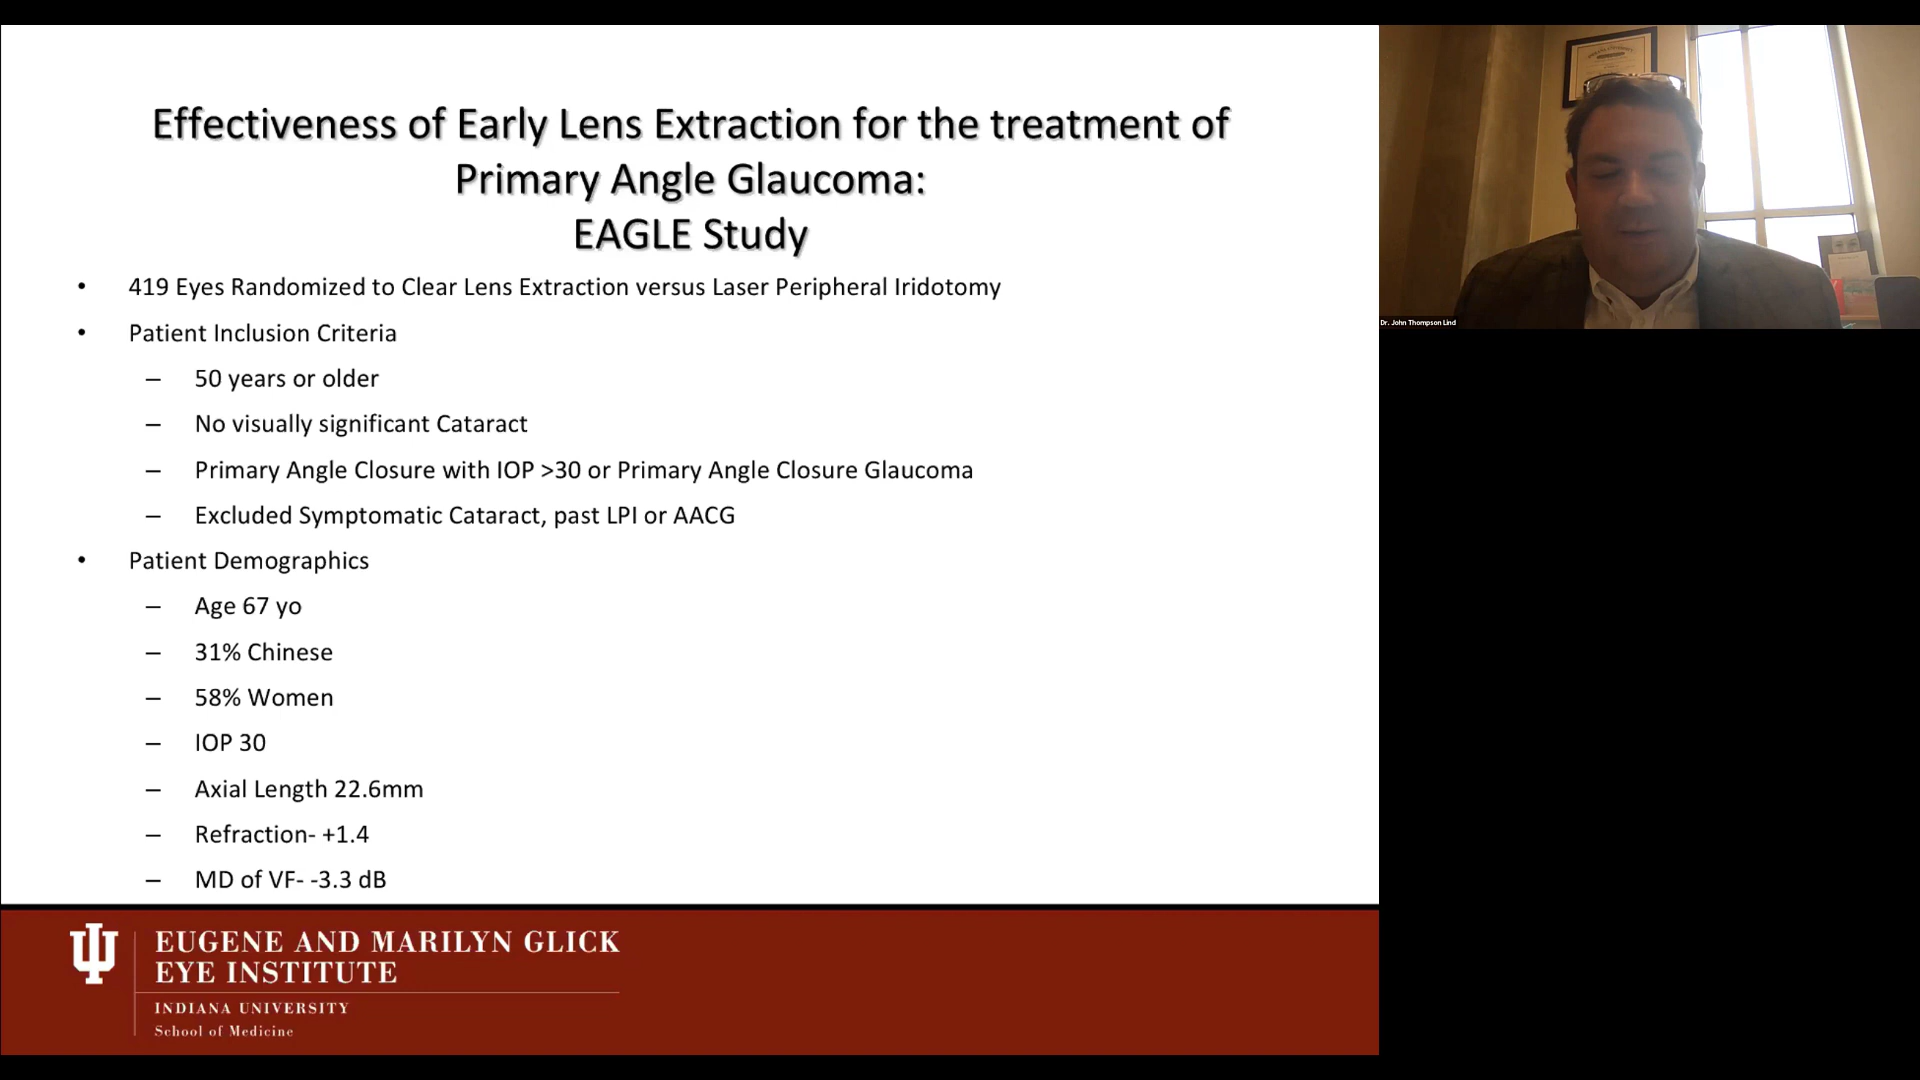 Effectiveness of Early Lens Extraction for the treatment of
Primary Angle Glaucoma:
EAGLE Study
• 419 Eyes Randomized to Clear Lens Extraction versus Laser Peripheral Iridotomy
• Patient Inclusion Criteria
– 50 years or older
– No visually significant Cataract
– Primary Angle Closure with IOP >30 or Primary Angle Closure Glaucoma
– Excluded Symptomatic Cataract, past LPI or AACG
• Patient Demographics
– Age 67 yo
– 31% Chinese
– 58% Women
– IOP 30
– Axial Length 22.6mm
– Refraction- +1.4
– MD of VF- -3.3 dB
EUGENE AND MARILYN GLICK
EYE INSTITUTE
INDIANA UNIVERSITY
School of Medicine
Dr. John Thompson Lind